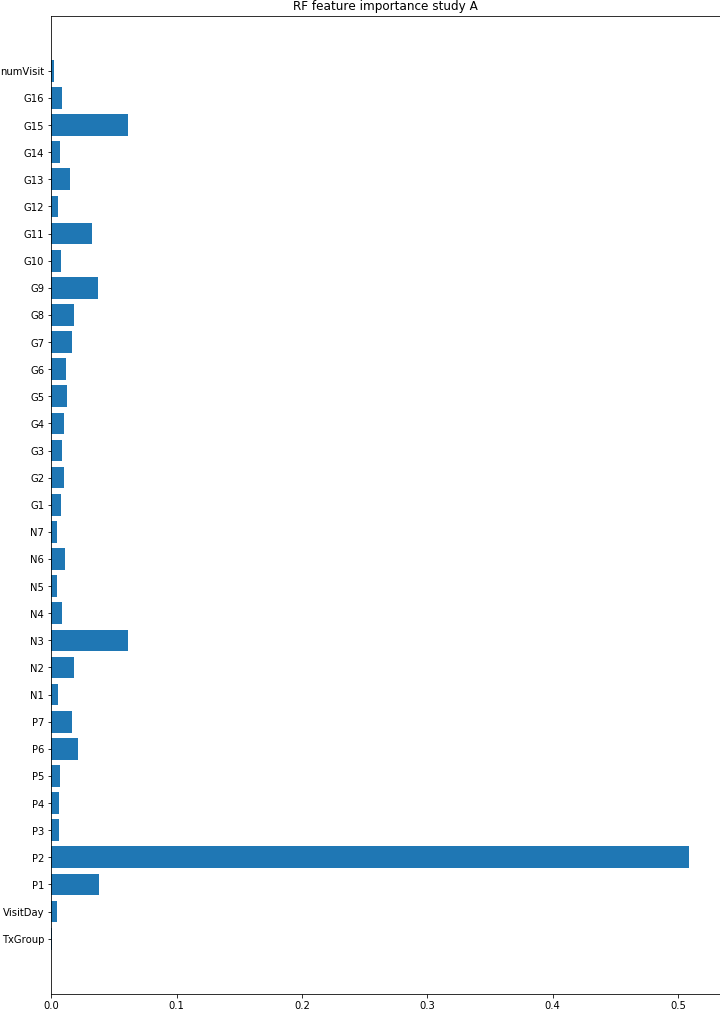 RF feature importance study A
numVisit
G16
G15
G14
G13
G12
G11
G10
G9
G8
G7
G6
G5
G4
G3
G2
G1
N7
N6
N5
N4
N3
N2
N1
P7
P6
P5
P4
P3
P2
P1
VisitDay
TxGroup
0.0 0.1 0.2 0.3 0.4 0.5